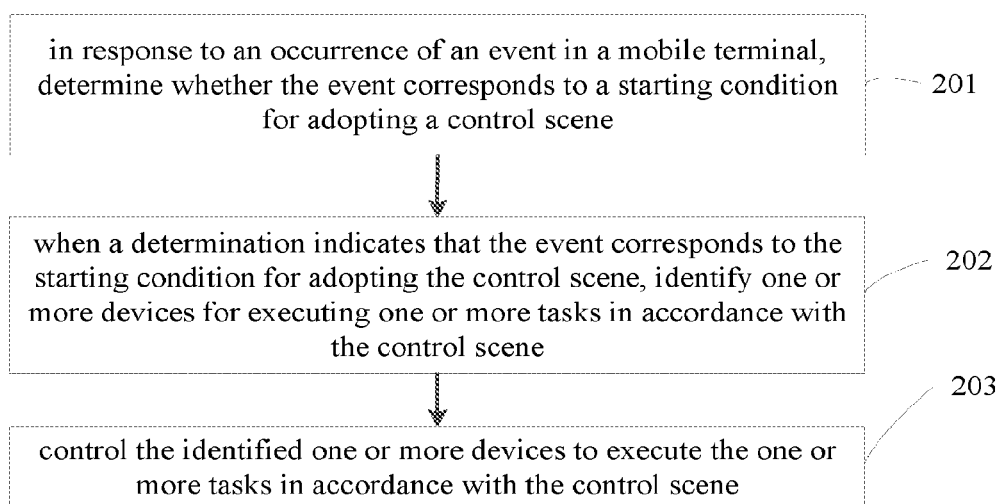 in response to an occurrence of an event in a mobile terminal,
determine whether the event corresponds to a starting condition
for adopting a control scene
201
when a determination indicates that the event corresponds to the
starting condition for adopting the control scene, identify one or
more devices for executing one or more tasks in accordance with
the control scene
202
203
control the identified one or more devices to execute the one or
more tasks in accordance with the control scene